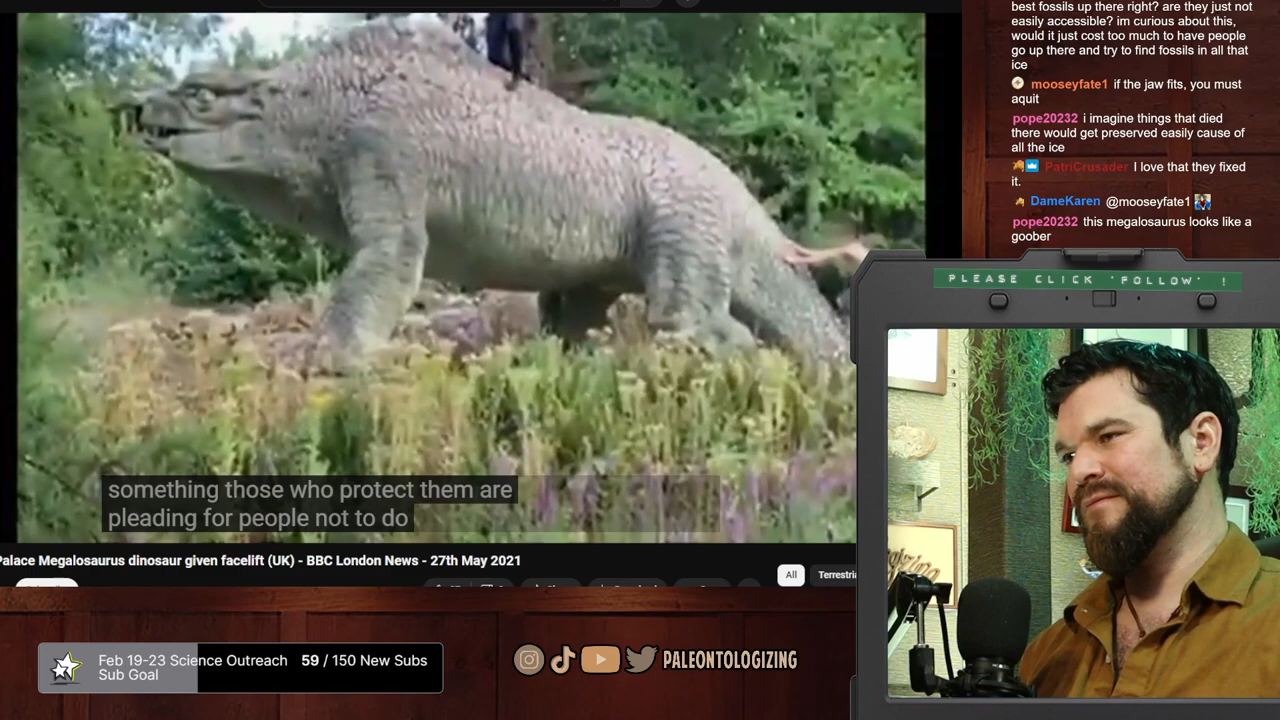 best fossils up there right? are they just not
easily accessible? im curious about this,
would it just cost too much to have people
go up there and try to find fossils in all that
ice
mooseyfate1 if the jaw fits, you must
aquit
pope20232 i imagine things that died
there would get preserved easily cause of
all the ice
PatriCrusader I love that they fixed
it.
DameKaren @mooseyfate1
pope20232 this megalosaurus looks like a
goober
PLEASE CLICK 'FOLLOW' !
something those who protect them are
pleading for people not to do
Palace Megalosaurus dinosaur given facelift (UK) - BBC London News - 27th May 2021
All
Terrestria
Feb 19-23 Science Outreach 59 / 150 New Subs
Sub Goal
PALEONTOLOGIZING